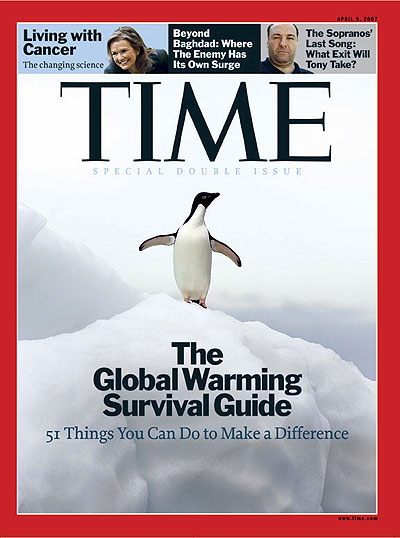 APRIL 9, 2007
Living with
Cancer
The changing science
Beyond
Baghdad: Where
The Enemy Has
Its Own Surge
The Sopranos'
Last Song:
What Exit Will
Tony Take?
TIME
SPECIAL DOUBLE ISSUE
The
Global Warming
Survival Guide
51 Things You Can Do to Make a Difference
www.time.com